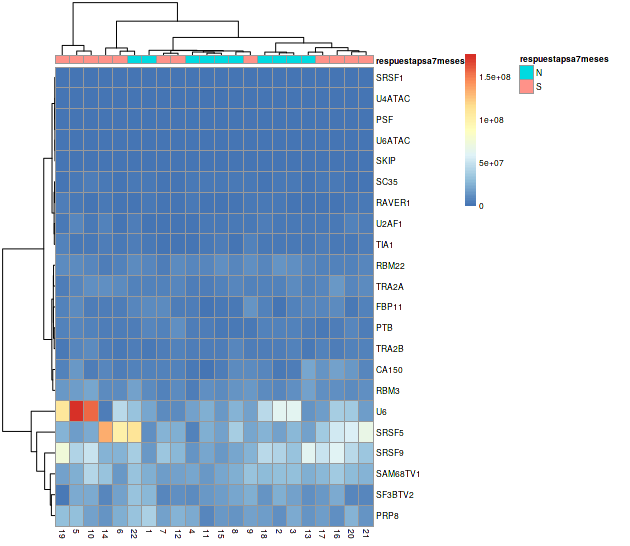 respuestapsa7meses
respuestapsa7meses
N
S
1.5e+08
1e+08
5e+07
0
SRSF1
U4ATAC
PSF
U6ATAC
SKIP
SC35
RAVER1
U2AF1
TIA1
RBM22
TRA2A
FBP11
PTB
TRA2B
CA150
RBM3
U6
SRSF5
SRSF9
SAM68TV1
SF3BTV2
PRP8
19 5 10 14 6 22 1 7 12 4 11 15 8 9 18 2 3 13 17 16 20 21